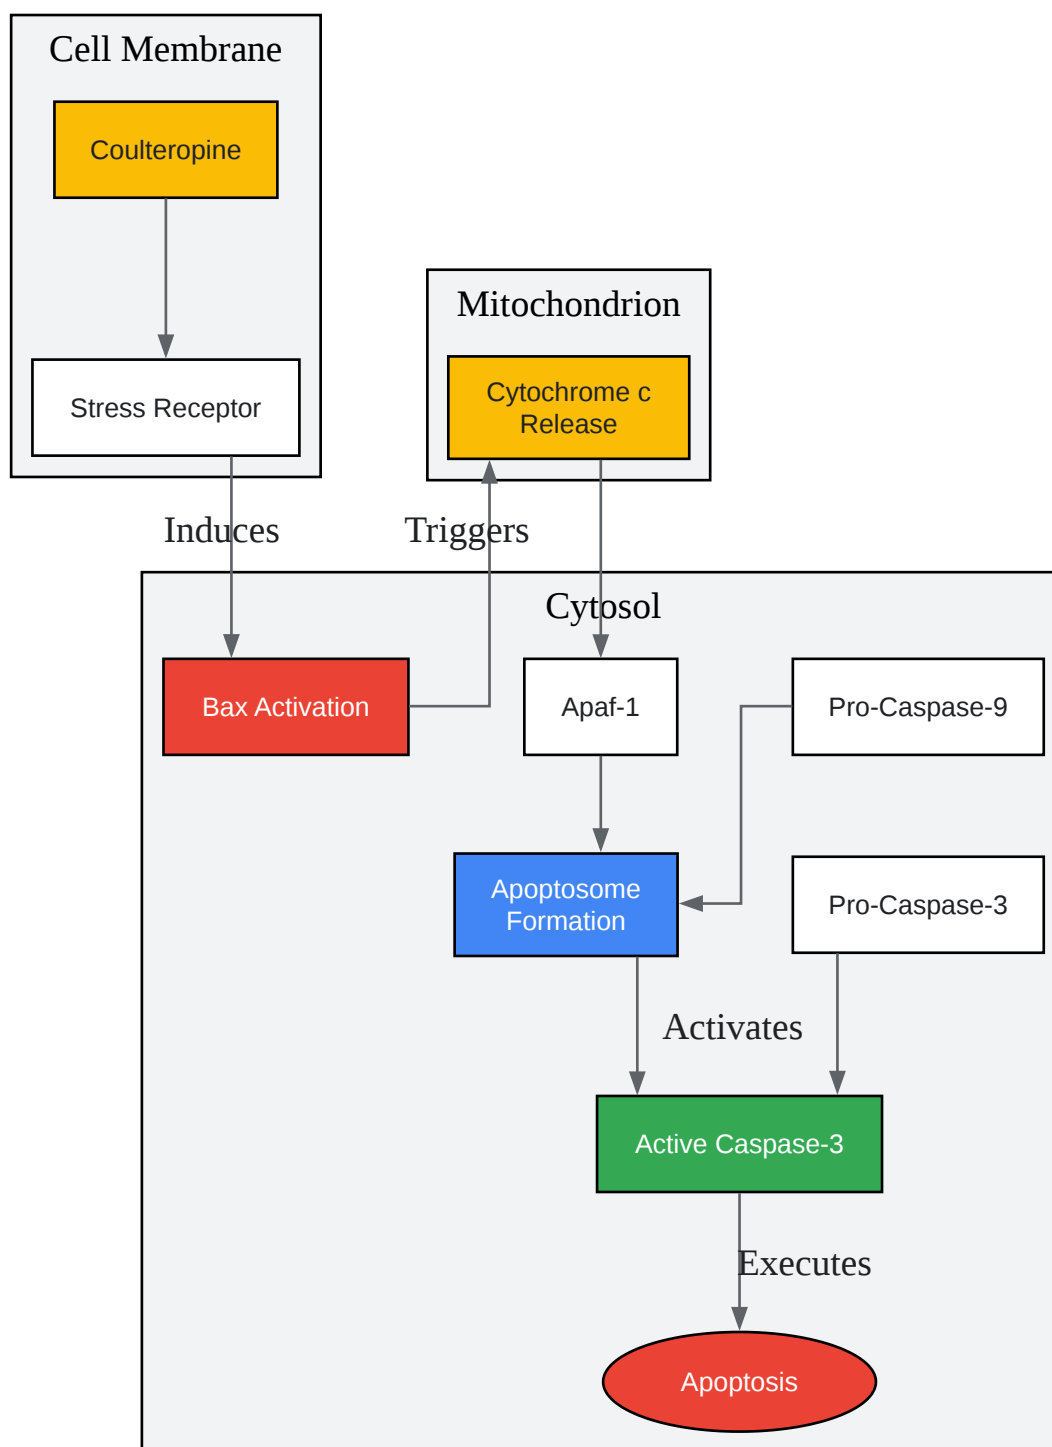 Cell Membrane
Coulteropine
Stress Receptor
Mitochondrion
Cytochrome c
Release
Induces
Triggers
Cytosol
Bax Activation
Apaf-1
Pro-Caspase-9
Apoptosome
Formation
Pro-Caspase-3
Activates
Active Caspase-3
Executes
Apoptosis